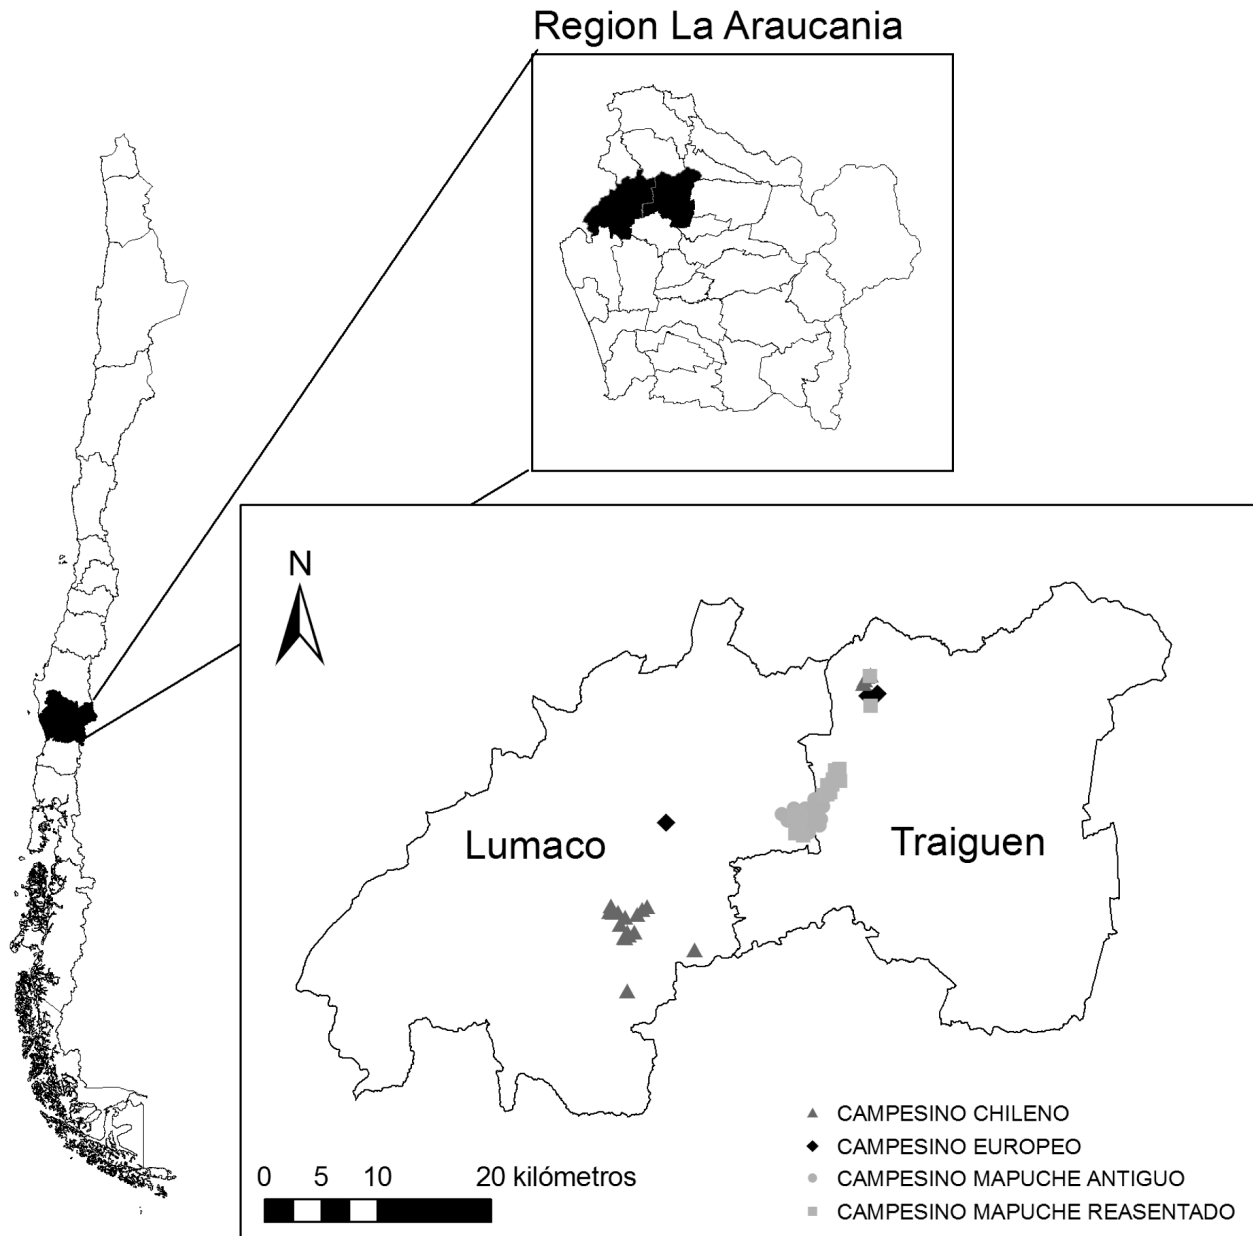 Region La Araucania
N
Lumaco
Traiguen
CAMPESINO CHILENO
CAMPESINO EUROPEO
CAMPESINO MAPUCHE ANTIGUO
CAMPESINO MAPUCHE REASENTADO
0 5 10 20 kilómetros